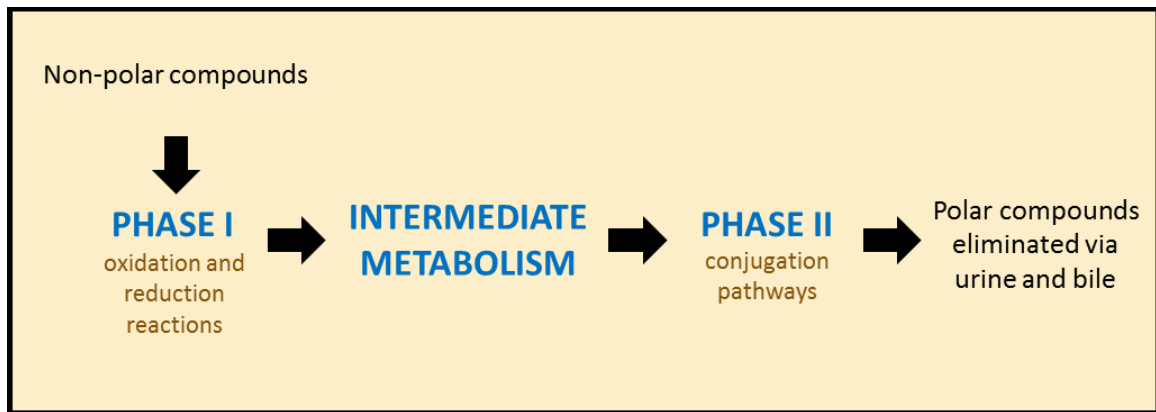 Non-polar compounds
PHASE I
oxidation and
reduction
reactions
INTERMEDIATE
METABOLISM
PHASE II
conjugation
pathways
Polar compounds
eliminated via
urine and bile